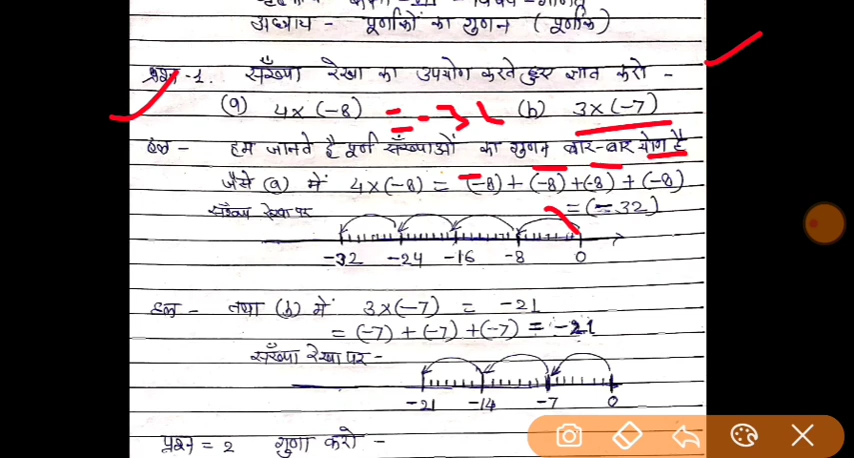 अध्याय - पूर्णांकों का गुणन ( पूर्णांक )
प्रश्न -1. सँख्या रेखा का उपयोग करते हुए ज्ञात करो -
(a) 4 × (-8) (b) 3 × (-7)
हल - हम जानते है पूर्ण सँख्याओं का गुणन बार-बार योग है
जैसे (a) में 4 × (-8) = (-8) + (-8) + (-8) + (-8)
= (-32)
सँख्या रेखा पर
-32 -24 -16 -8 0
हल - तथा (b) में 3 × (-7) = -21
= (-7) + (-7) + (-7) = -21
सँख्या रेखा पर -
-21 -14 -7 0
प्रश्न = 2 गुणा करो -